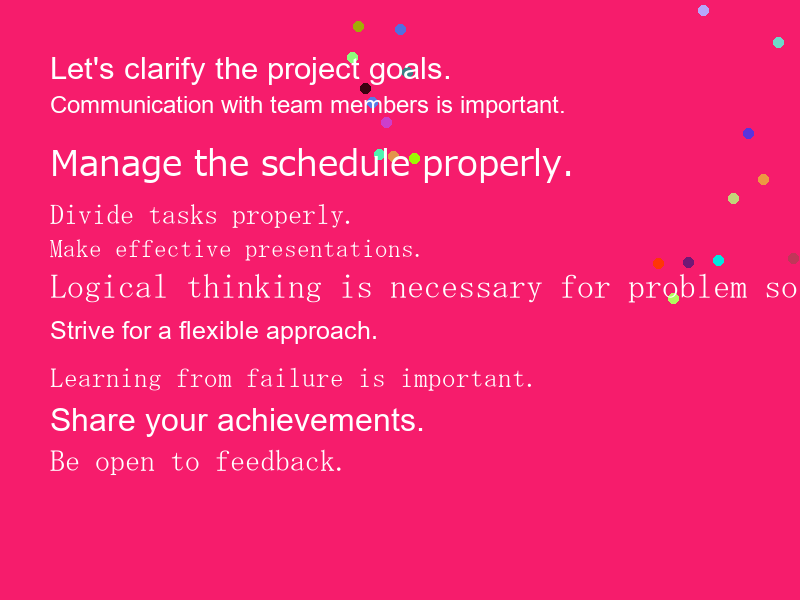 Let's clarify the project goals.
Communication with team members is important.
Manage the schedule properly.
Divide tasks properly.
Make effective presentations.
Logical thinking is necessary for problem so
Strive for a flexible approach.
Learning from failure is important.
Share your achievements.
Be open to feedback.